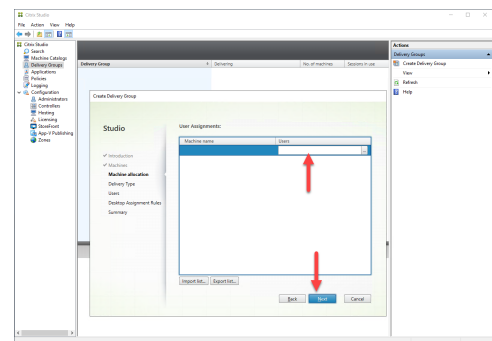 Citrix Studio
File Action View Help
Citrix Studio
Search
Machine Catalogs
Delivery Groups
Applications
Policies
Logging
Configuration
Administrators
Controllers
Hosting
Licensing
StoreFront
App-V Publishing
Zones
Delivery Group Delivering No. of machines Sessions in use
Create Delivery Group
Studio
Introduction
Machines
Machine allocation
Delivery Type
Users
Desktop Assignment Rules
Summary
User Assignments:
Machine name Users
...
Import list... Export list...
Back Next Cancel
Actions
Delivery Groups
Create Delivery Group
View
Refresh
Help